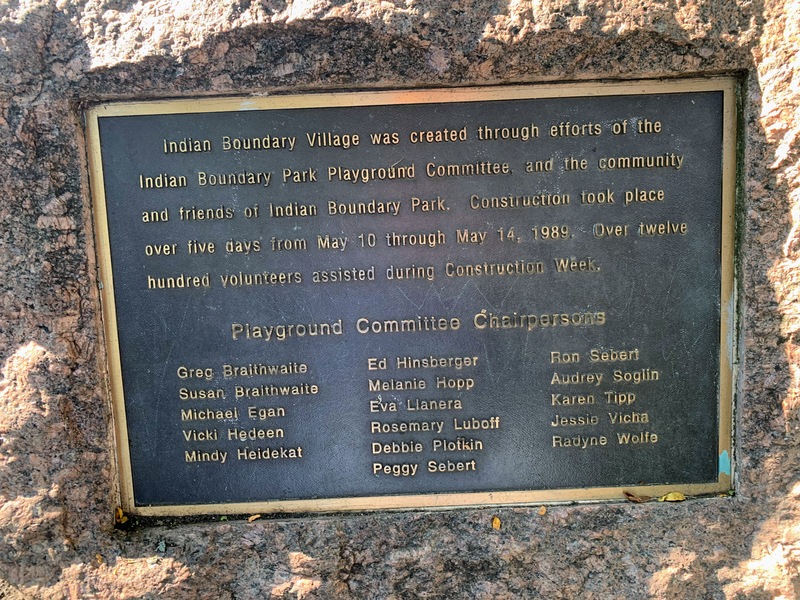 Indian Boundary Village was created through efforts of the
Indian Boundary Park Playground Committee, and the community
and friends of Indian Boundary Park. Construction took place
over five days from May 10 through May 14, 1989. Over twelve
hundred volunteers assisted during Construction Week.
Playground Committee Chairpersons
Greg Braithwaite
Susan Braithwaite
Michael Egan
Vicki Hedeen
Mindy Heidekat
Ed Hinsberger
Melanie Hopp
Eva Llanera
Rosemary Luboff
Debbie Plotkin
Peggy Sebert
Ron Sebert
Audrey Soglin
Karen Tipp
Jessie Vicha
Radyne Wolfe